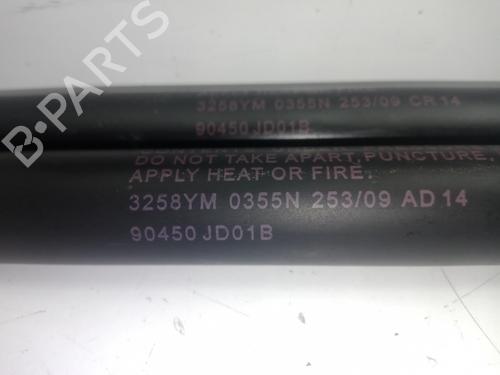 3258YM 0355N 253/09 CR 14
90450 JD01B
DO NOT TAKE APART, PUNCTURE,
APPLY HEAT OR FIRE.
3258YM 0355N 253/09 AD 14
90450 JD01B
B-PARTS